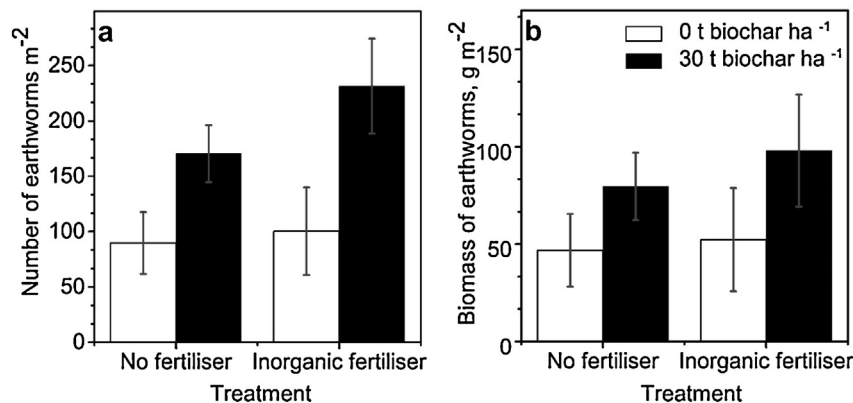 a
Number of earthworms m⁻²
250
200
150
100
50
0
No fertiliser
Inorganic fertiliser
Treatment
b
0 t biochar ha ⁻¹
30 t biochar ha ⁻¹
Biomass of earthworms, g m⁻²
150
100
50
0
No fertiliser
Inorganic fertiliser
Treatment